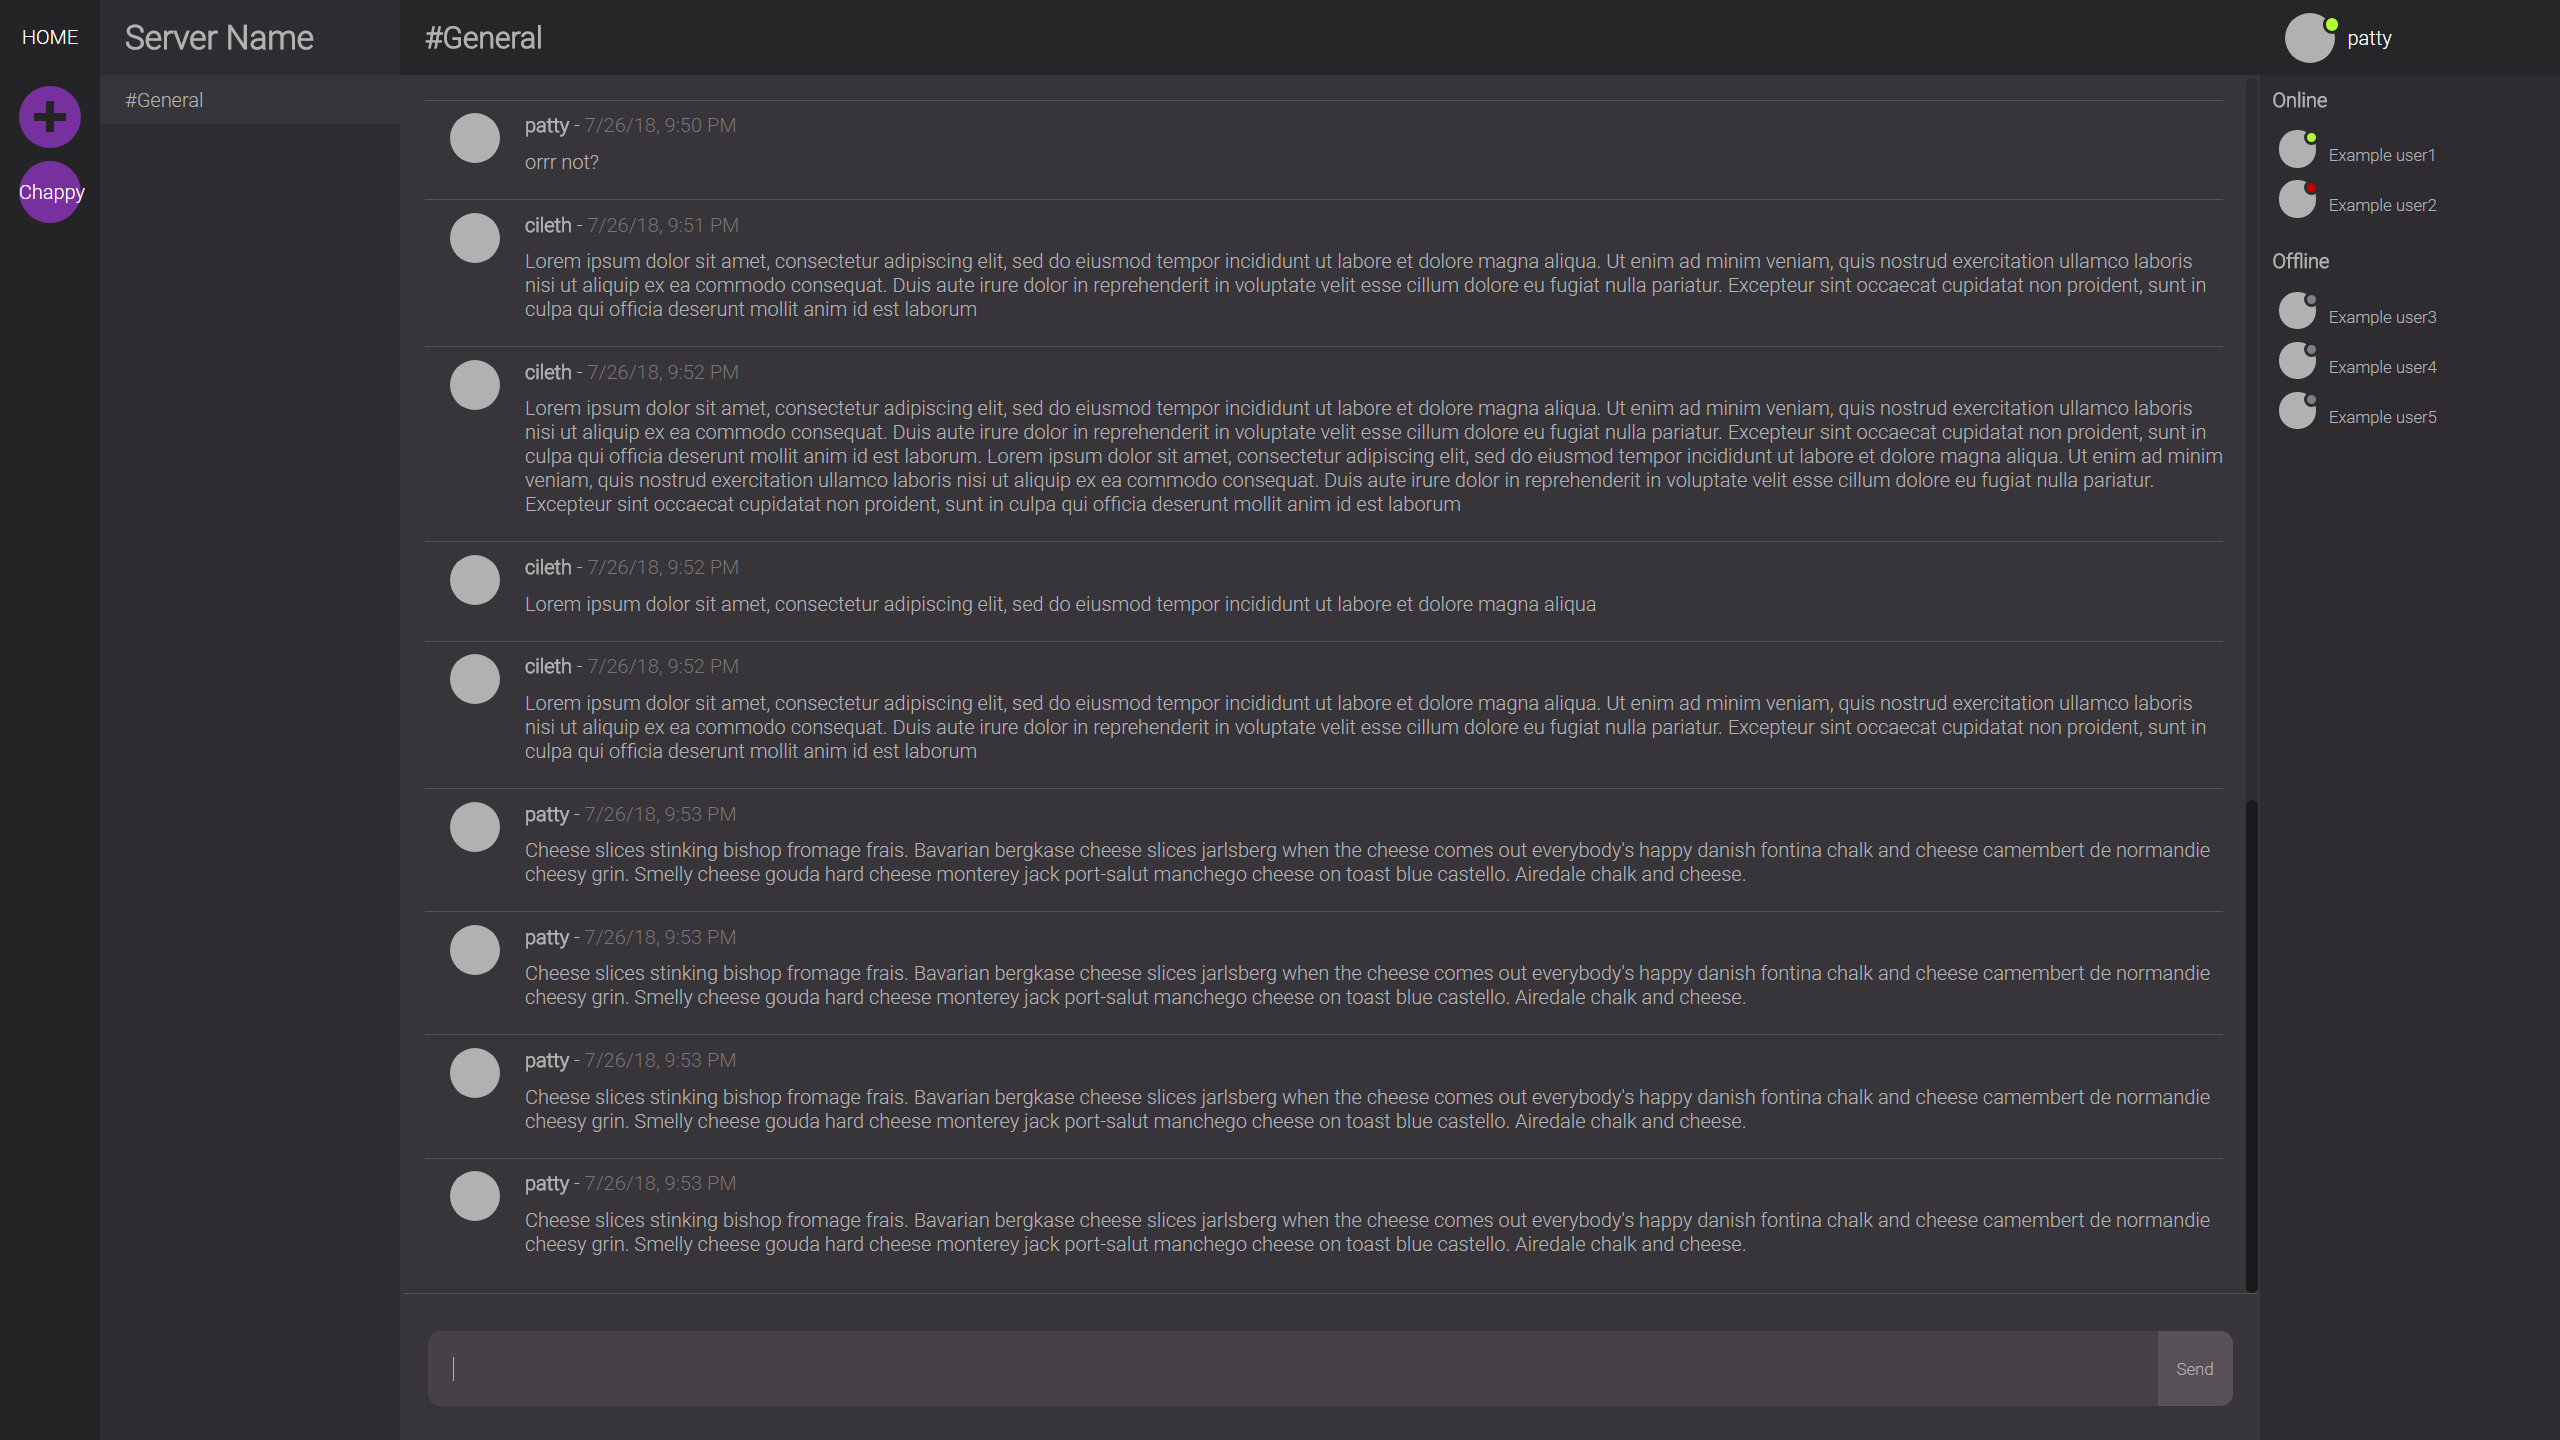 HOME
Chappy
Server Name
#General
#General
patty - 7/26/18, 9:50 PM
orrr not?
cileth - 7/26/18, 9:51 PM
Lorem ipsum dolor sit amet, consectetur adipiscing elit, sed do eiusmod tempor incididunt ut labore et dolore magna aliqua. Ut enim ad minim veniam, quis nostrud exercitation ullamco laboris
nisi ut aliquip ex ea commodo consequat. Duis aute irure dolor in reprehenderit in voluptate velit esse cillum dolore eu fugiat nulla pariatur. Excepteur sint occaecat cupidatat non proident, sunt in
culpa qui officia deserunt mollit anim id est laborum
cileth - 7/26/18, 9:52 PM
Lorem ipsum dolor sit amet, consectetur adipiscing elit, sed do eiusmod tempor incididunt ut labore et dolore magna aliqua. Ut enim ad minim veniam, quis nostrud exercitation ullamco laboris
nisi ut aliquip ex ea commodo consequat. Duis aute irure dolor in reprehenderit in voluptate velit esse cillum dolore eu fugiat nulla pariatur. Excepteur sint occaecat cupidatat non proident, sunt in
culpa qui officia deserunt mollit anim id est laborum. Lorem ipsum dolor sit amet, consectetur adipiscing elit, sed do eiusmod tempor incididunt ut labore et dolore magna aliqua. Ut enim ad minim
veniam, quis nostrud exercitation ullamco laboris nisi ut aliquip ex ea commodo consequat. Duis aute irure dolor in reprehenderit in voluptate velit esse cillum dolore eu fugiat nulla pariatur.
Excepteur sint occaecat cupidatat non proident, sunt in culpa qui officia deserunt mollit anim id est laborum
cileth - 7/26/18, 9:52 PM
Lorem ipsum dolor sit amet, consectetur adipiscing elit, sed do eiusmod tempor incididunt ut labore et dolore magna aliqua
cileth - 7/26/18, 9:52 PM
Lorem ipsum dolor sit amet, consectetur adipiscing elit, sed do eiusmod tempor incididunt ut labore et dolore magna aliqua. Ut enim ad minim veniam, quis nostrud exercitation ullamco laboris
nisi ut aliquip ex ea commodo consequat. Duis aute irure dolor in reprehenderit in voluptate velit esse cillum dolore eu fugiat nulla pariatur. Excepteur sint occaecat cupidatat non proident, sunt in
culpa qui officia deserunt mollit anim id est laborum
patty - 7/26/18, 9:53 PM
Cheese slices stinking bishop fromage frais. Bavarian bergkase cheese slices jarlsberg when the cheese comes out everybody's happy danish fontina chalk and cheese camembert de normandie
cheesy grin. Smelly cheese gouda hard cheese monterey jack port-salut manchego cheese on toast blue castello. Airedale chalk and cheese.
patty - 7/26/18, 9:53 PM
Cheese slices stinking bishop fromage frais. Bavarian bergkase cheese slices jarlsberg when the cheese comes out everybody's happy danish fontina chalk and cheese camembert de normandie
cheesy grin. Smelly cheese gouda hard cheese monterey jack port-salut manchego cheese on toast blue castello. Airedale chalk and cheese.
patty - 7/26/18, 9:53 PM
Cheese slices stinking bishop fromage frais. Bavarian bergkase cheese slices jarlsberg when the cheese comes out everybody's happy danish fontina chalk and cheese camembert de normandie
cheesy grin. Smelly cheese gouda hard cheese monterey jack port-salut manchego cheese on toast blue castello. Airedale chalk and cheese.
patty - 7/26/18, 9:53 PM
Cheese slices stinking bishop fromage frais. Bavarian bergkase cheese slices jarlsberg when the cheese comes out everybody's happy danish fontina chalk and cheese camembert de normandie
cheesy grin. Smelly cheese gouda hard cheese monterey jack port-salut manchego cheese on toast blue castello. Airedale chalk and cheese.
Send
patty
Online
Example user1
Example user2
Offline
Example user3
Example user4
Example user5